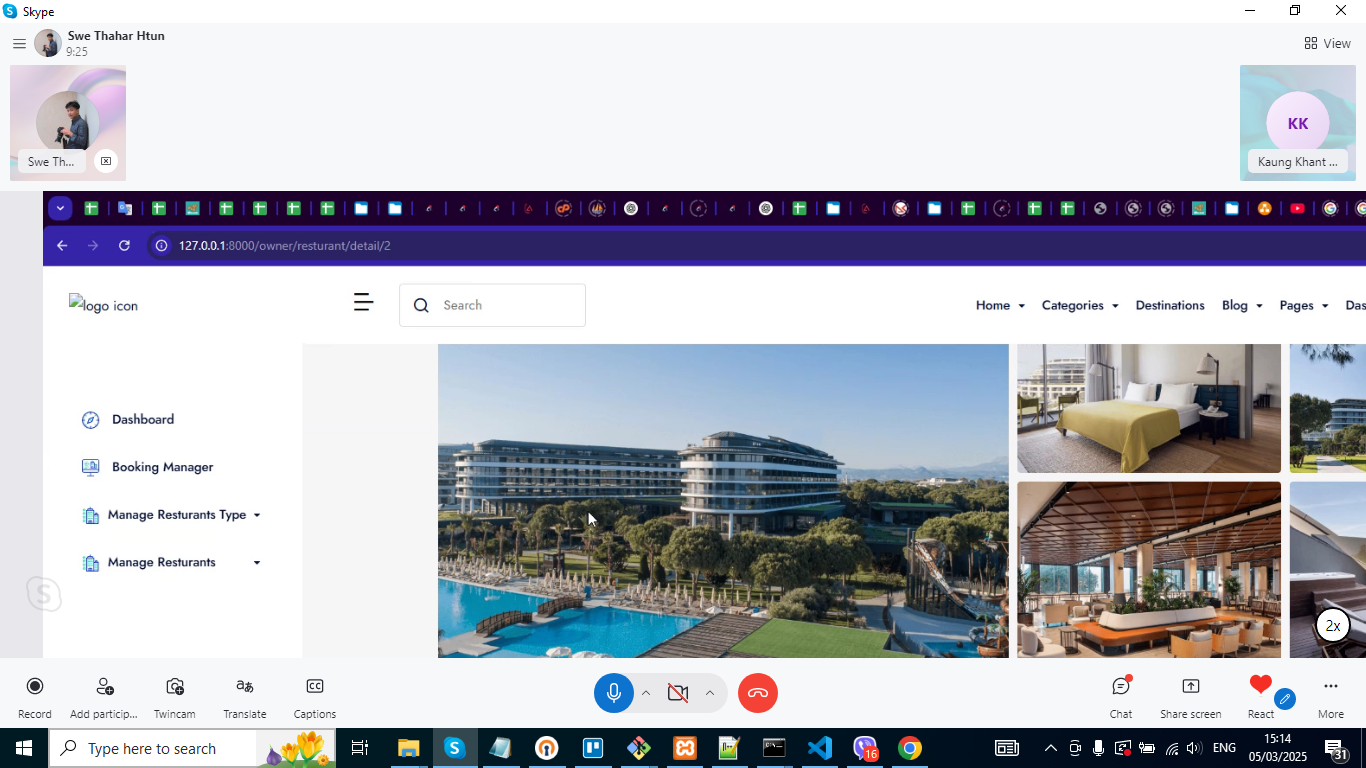 Skype
Swe Thahar Htun
9:25
View
Swe Th...
KK
Kaung Khant ...
127.0.0.1:8000/owner/resturant/detail/2
logo icon
Search
Home
Categories
Destinations
Blog
Pages
Das
Dashboard
Booking Manager
Manage Resturants Type
Manage Resturants
S
2x
Record
Add particip...
Twincam
Translate
Captions
Chat
Share screen
React
More
Type here to search
16
ENG
15:14
05/03/2025
31